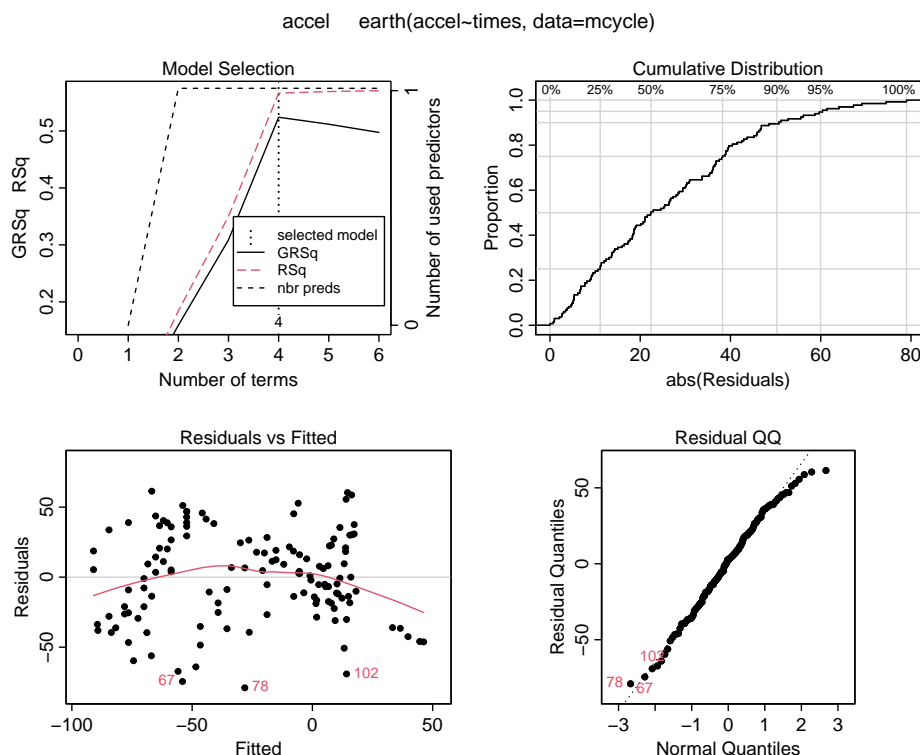 accel earth(accel~times, data=mcycle)
Model Selection
GRSq RSq
0.2 0.3 0.4 0.5
Number of used predictors
0 1
selected model
GRSq
RSq
nbr preds
4
0 1 2 3 4 5 6
Number of terms
Cumulative Distribution
0% 25% 50% 75% 90% 95% 100%
Proportion
0.0 0.2 0.4 0.6 0.8 1.0
0 20 40 60 80
abs(Residuals)
Residuals vs Fitted
Residuals
−50 0 50
67 78 102
−100 −50 0 50
Fitted
Residual QQ
Residual Quantiles
−50 0 50
102
78 67
−3 −2 −1 0 1 2 3
Normal Quantiles